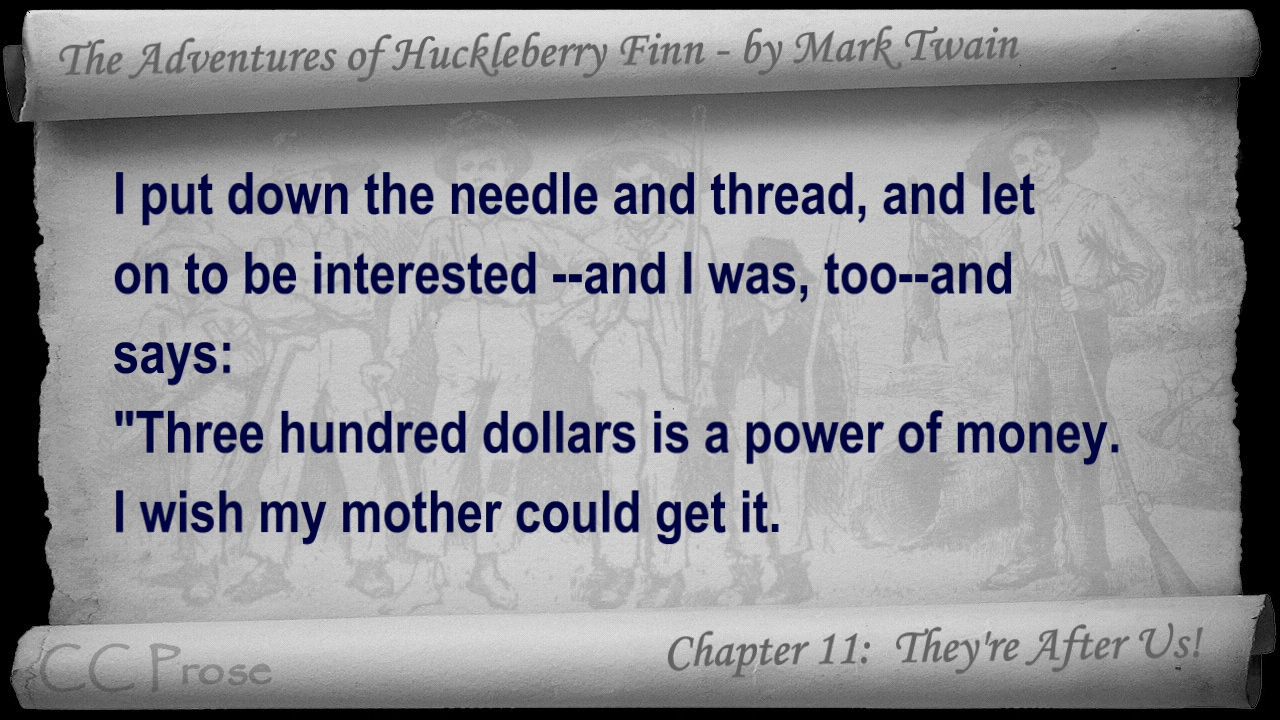 The Adventures of Huckleberry Finn - by Mark Twain
I put down the needle and thread, and let
on to be interested --and I was, too--and
says:
"Three hundred dollars is a power of money.
I wish my mother could get it.
CC Prose
Chapter 11: They're After Us!